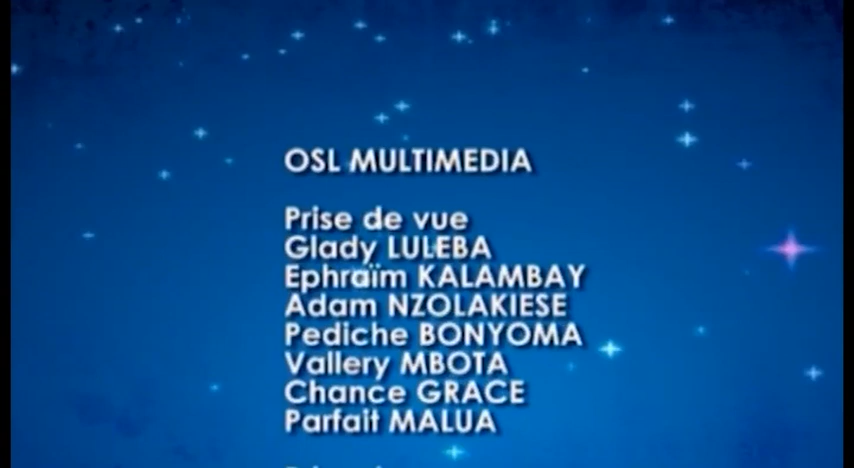 OSL MULTIMEDIA
Prise de vue
Glady LULEBA
Ephraïm KALAMBAY
Adam NZOLAKIESE
Pediche BONYOMA
Vallery MBOTA
Chance GRACE
Parfait MALUA